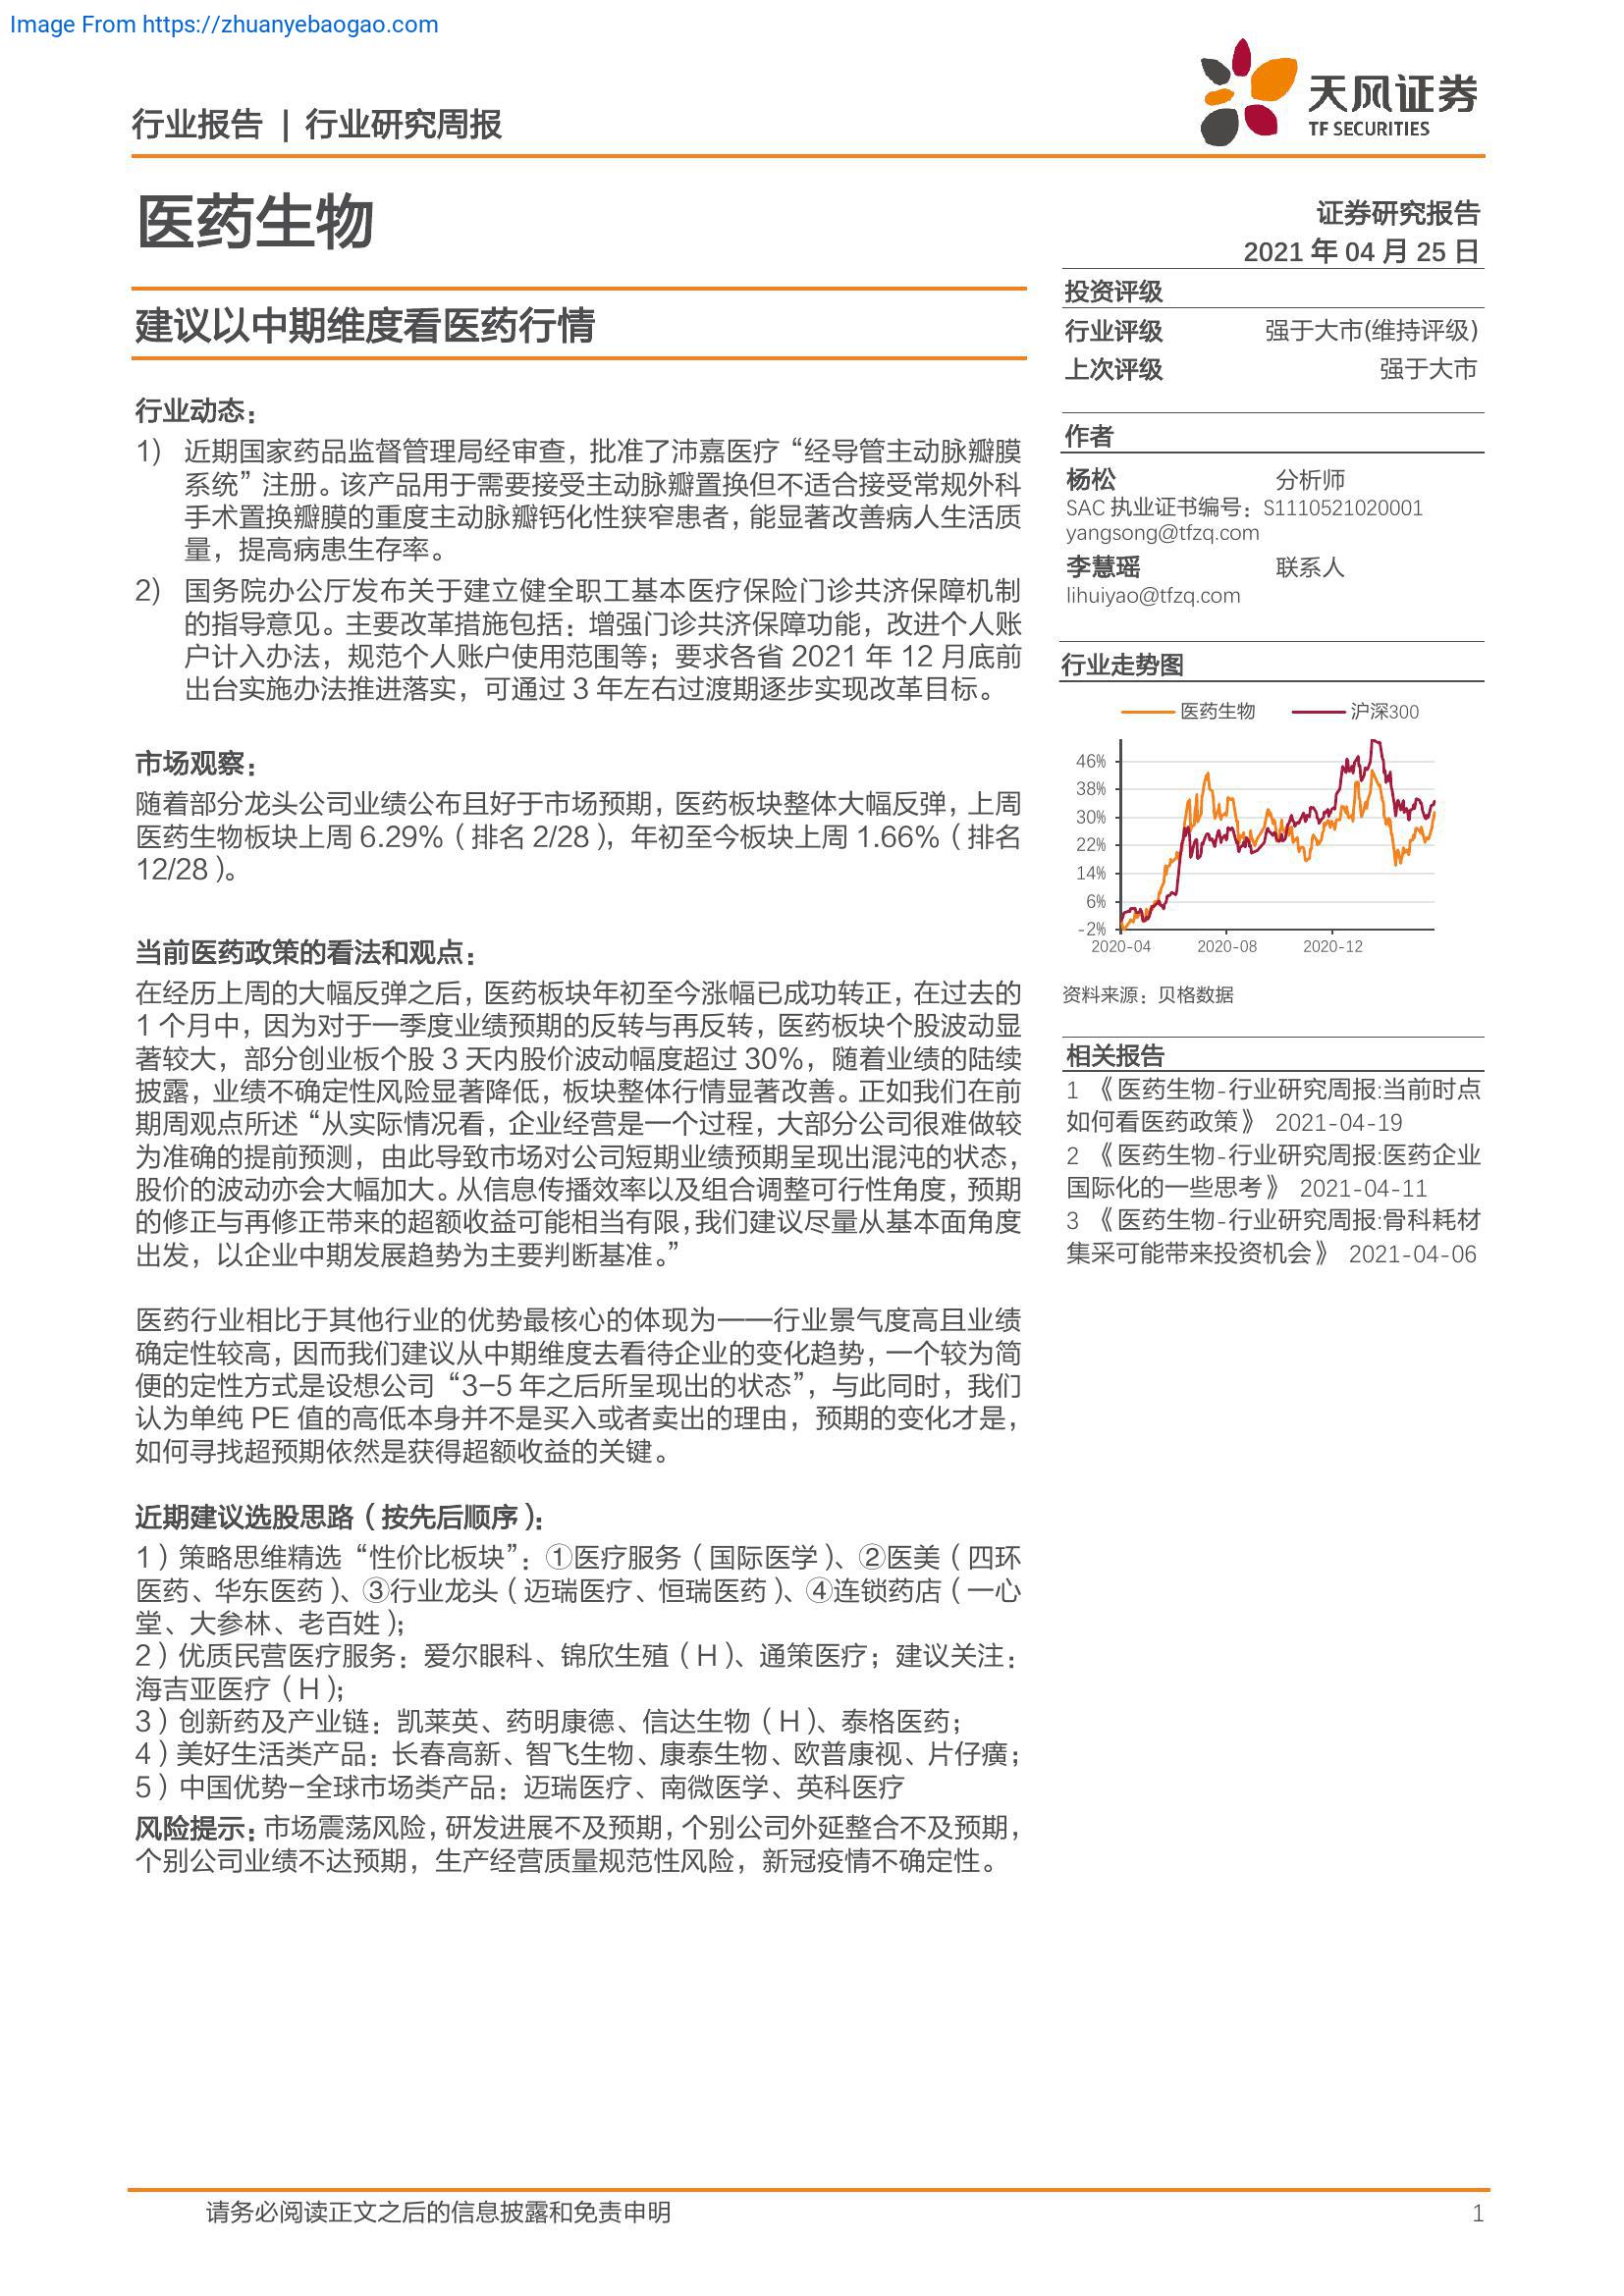 Image From https://zhuanyebaogao.com
行业报告 | 行业研究周报
天风证券
TF SECURITIES
医药生物
证券研究报告
2021 年 04 月 25 日
建议以中期维度看医药行情
行业动态：
1) 近期国家药品监督管理局经审查，批准了沛嘉医疗“经导管主动脉瓣膜
系统”注册。该产品用于需要接受主动脉瓣置换但不适合接受常规外科
手术置换瓣膜的重度主动脉瓣钙化性狭窄患者，能显著改善病人生活质
量，提高病患生存率。
2) 国务院办公厅发布关于建立健全职工基本医疗保险门诊共济保障机制
的指导意见。主要改革措施包括：增强门诊共济保障功能，改进个人账
户计入办法，规范个人账户使用范围等；要求各省 2021 年 12 月底前
出台实施办法推进落实，可通过 3 年左右过渡期逐步实现改革目标。
市场观察：
随着部分龙头公司业绩公布且好于市场预期，医药板块整体大幅反弹，上周
医药生物板块上周 6.29%（排名 2/28），年初至今板块上周 1.66%（排名
12/28）。
当前医药政策的看法和观点：
在经历上周的大幅反弹之后，医药板块年初至今涨幅已成功转正，在过去的
1 个月中，因为对于一季度业绩预期的反转与再反转，医药板块个股波动显
著较大，部分创业板个股 3 天内股价波动幅度超过 30%，随着业绩的陆续
披露，业绩不确定性风险显著降低，板块整体行情显著改善。正如我们在前
期周观点所述“从实际情况看，企业经营是一个过程，大部分公司很难做较
为准确的提前预测，由此导致市场对公司短期业绩预期呈现出混沌的状态，
股价的波动亦会大幅加大。从信息传播效率以及组合调整可行性角度，预期
的修正与再修正带来的超额收益可能相当有限，我们建议尽量从基本面角度
出发，以企业中期发展趋势为主要判断基准。”
医药行业相比于其他行业的优势最核心的体现为——行业景气度高且业绩
确定性较高，因而我们建议从中期维度去看待企业的变化趋势，一个较为简
便的定性方式是设想公司“3-5 年之后所呈现出的状态”，与此同时，我们
认为单纯 PE 值的高低本身并不是买入或者卖出的理由，预期的变化才是，
如何寻找超预期依然是获得超额收益的关键。
近期建议选股思路（按先后顺序）：
1）策略思维精选“性价比板块”：①医疗服务（国际医学）、②医美（四环
医药、华东医药）、③行业龙头（迈瑞医疗、恒瑞医药）、④连锁药店（一心
堂、大参林、老百姓）；
2）优质民营医疗服务：爱尔眼科、锦欣生殖（H）、通策医疗；建议关注：
海吉亚医疗（H）；
3）创新药及产业链：凯莱英、药明康德、信达生物（H）、泰格医药；
4）美好生活类产品：长春高新、智飞生物、康泰生物、欧普康视、片仔癀；
5）中国优势-全球市场类产品：迈瑞医疗、南微医学、英科医疗
风险提示：市场震荡风险，研发进展不及预期，个别公司外延整合不及预期，
个别公司业绩不达预期，生产经营质量规范性风险，新冠疫情不确定性。
投资评级
行业评级 强于大市(维持评级)
上次评级 强于大市
作者
杨松 分析师
SAC 执业证书编号：S1110521020001
yangsong@tfzq.com
李慧瑶 联系人
lihuiyao@tfzq.com
行业走势图
医药生物 沪深300
46%
38%
30%
22%
14%
6%
-2%
2020-04 2020-08 2020-12
资料来源：贝格数据
相关报告
1 《医药生物-行业研究周报:当前时点
如何看医药政策》 2021-04-19
2 《医药生物-行业研究周报:医药企业
国际化的一些思考》 2021-04-11
3 《医药生物-行业研究周报:骨科耗材
集采可能带来投资机会》 2021-04-06
请务必阅读正文之后的信息披露和免责申明 1